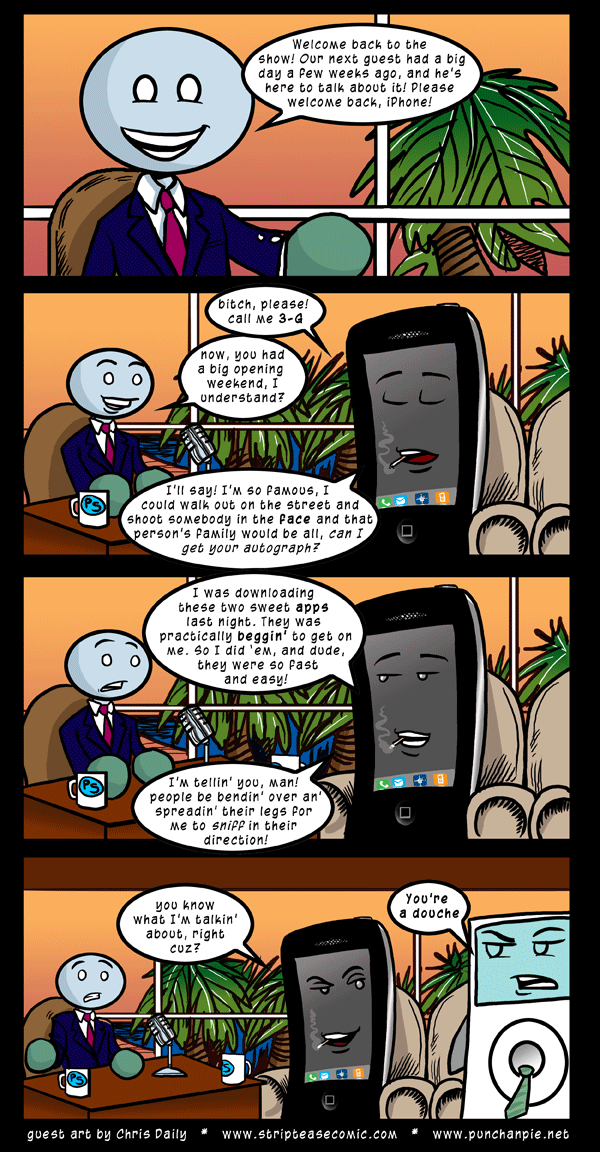 Welcome back to the
show! Our next guest had a big
day a few weeks ago, and he's
here to talk about it! Please
welcome back, iPhone!
bitch, please!
call me 3-G
now, you had
a big opening
weekend, I
understand?
I'll say! I'm so famous, I
could walk out on the street and
shoot somebody in the face and that
person's family would be all, can I
get your autograph?
PS
I was downloading
these two sweet apps
last night. They was
practically beggin' to get on
me. So I did 'em, and dude,
they were so fast
and easy!
PS
I'm tellin' you, man!
people be bendin' over an'
spreadin' their legs for
me to sniff in their
direction!
you know
what I'm talkin'
about, right
cuz?
You're
a douche
PS
PS
guest art by Chris Daily * www.stripteasecomic.com * www.punchanpie.net